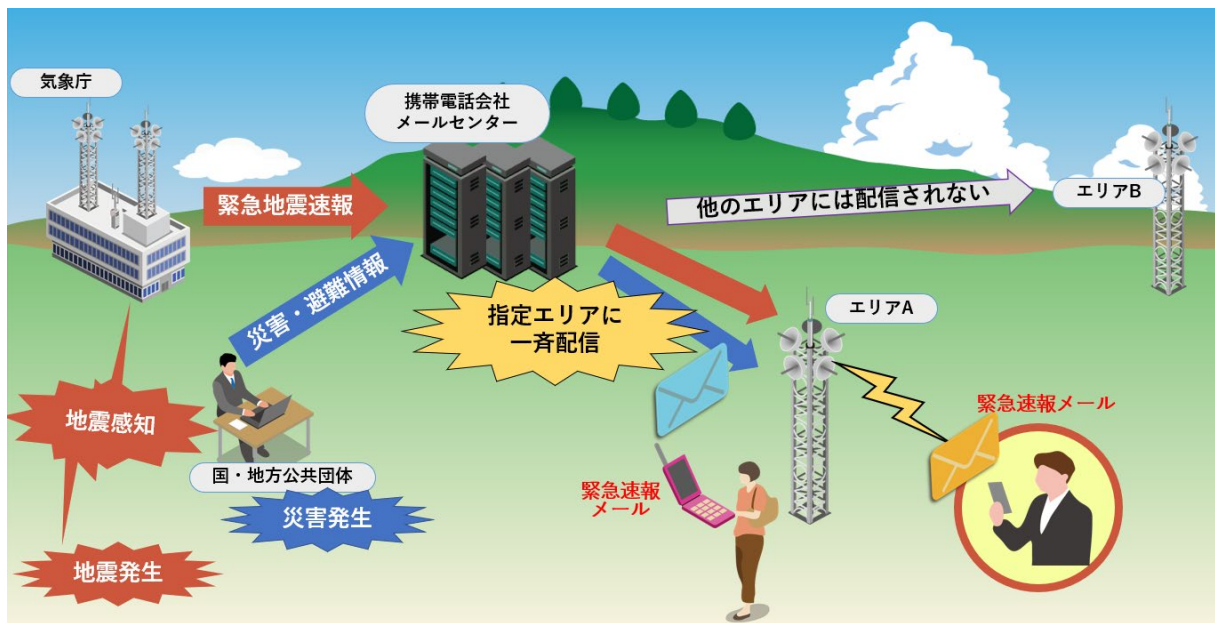 気象庁
携帯電話会社
メールセンター
緊急地震速報
他のエリアには配信されない
エリアB
災害・避難情報
指定エリアに
一斉配信
エリアA
地震感知
緊急速報メール
国・地方公共団体
緊急速報
メール
災害発生
地震発生